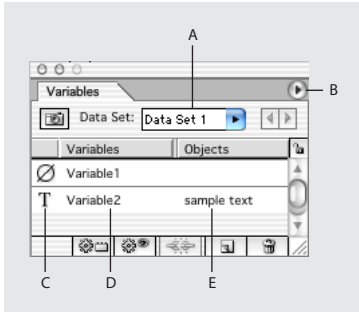 A
B
Variables
Data Set: Data Set 1
Variables Objects
Variable1
T Variable2 sample text
C D E